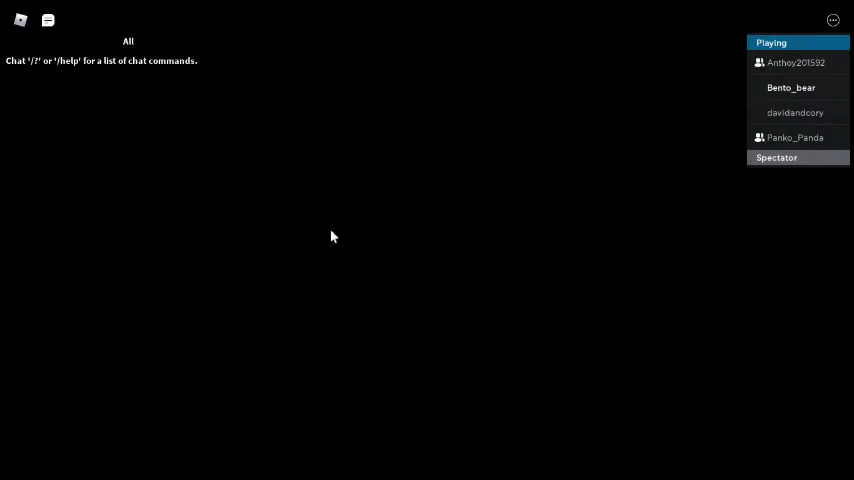 All
Chat '/?' or '/help' for a list of chat commands.
Playing
Anthoy201592
Bento_bear
davidandcory
Panko_Panda
Spectator